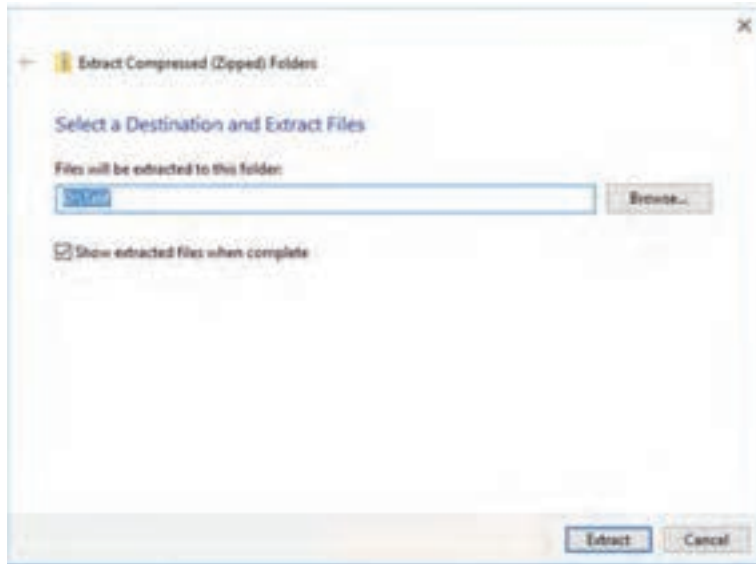 Extract Compressed (Zipped) Folders
Select a Destination and Extract Files
Files will be extracted to this folder:
Browse...
Show extracted files when complete
Extract
Cancel